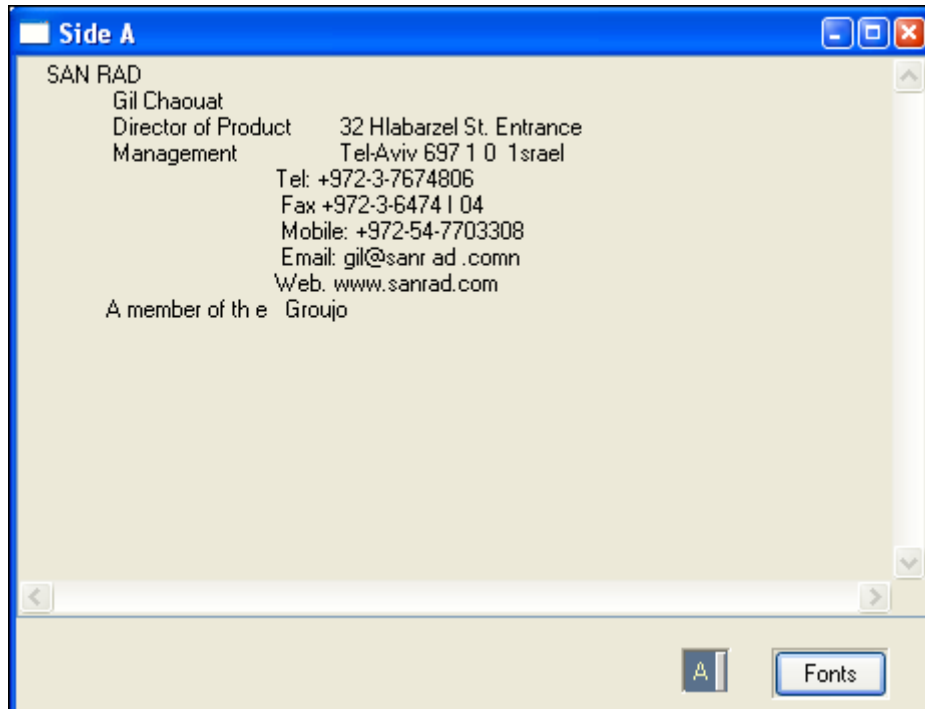 Side A
SAN RAD
Gil Chaouat
Director of Product 32 Hlabarzel St. Entrance
Management Tel-Aviv 697 1 0 1srael
Tel: +972-3-7674806
Fax +972-3-6474 l 04
Mobile: +972-54-7703308
Email: gil@sanr ad .comn
Web. www.sanrad.com
A member of th e Groujo
A
Fonts